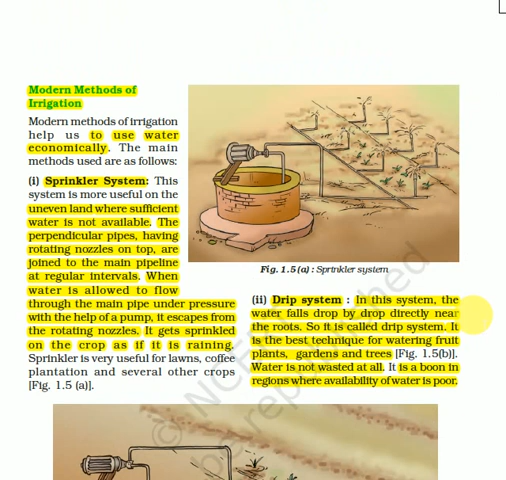 Modern Methods of
Irrigation
Modern methods of irrigation
help us to use water
economically. The main
methods used are as follows:
(i) Sprinkler System: This
system is more useful on the
uneven land where sufficient
water is not available. The
perpendicular pipes, having
rotating nozzles on top, are
joined to the main pipeline
at regular intervals. When
water is allowed to flow
through the main pipe under pressure
with the help of a pump, it escapes from
the rotating nozzles. It gets sprinkled
on the crop as if it is raining.
Sprinkler is very useful for lawns, coffee
plantation and several other crops
[Fig. 1.5 (a)].
Fig. 1.5 (a) : Sprinkler system
(ii) Drip system : In this system, the
water falls drop by drop directly near
the roots. So it is called drip system. It
is the best technique for watering fruit
plants, gardens and trees [Fig. 1.5(b)].
Water is not wasted at all. It is a boon in
regions where availability of water is poor.